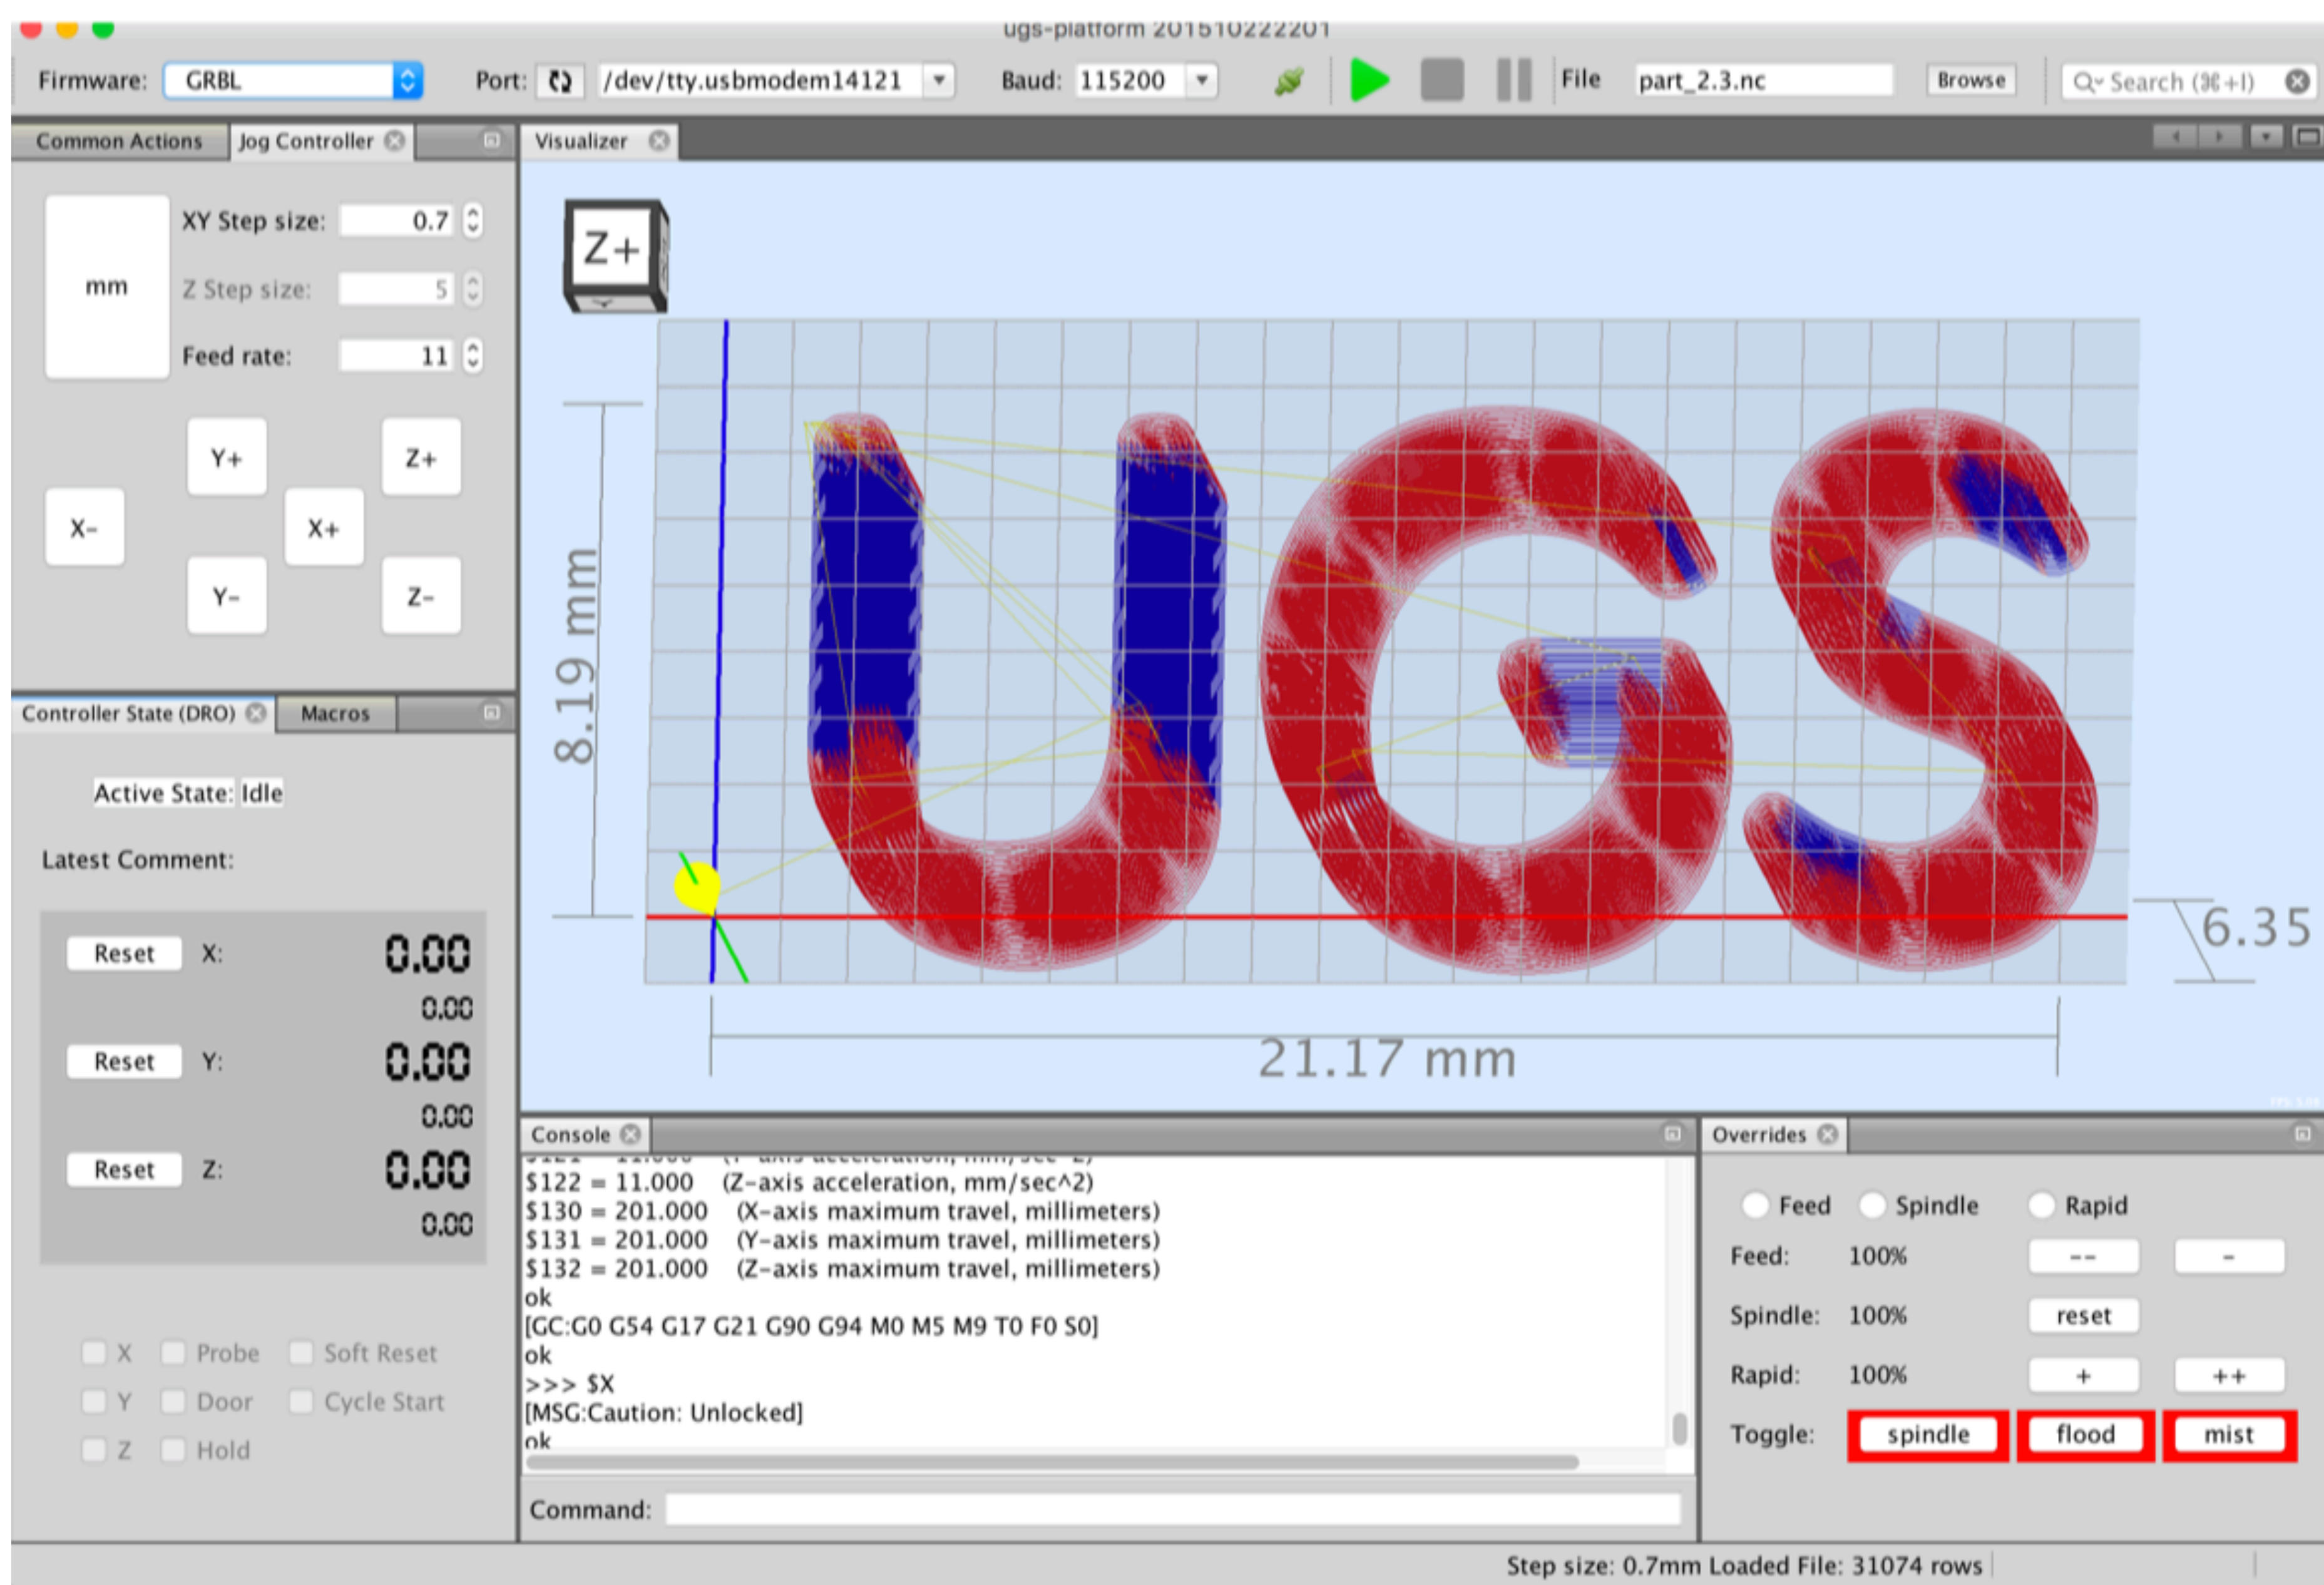 ugs-platform 201510222201
Firmware: GRBL Port: /dev/tty.usbmodem14121 Baud: 115200 File part_2.3.nc Browse Search (⌘+I)
Common Actions Jog Controller
mm
XY Step size: 0.7
Z Step size: 5
Feed rate: 11
Y+ Z+
X- X+
Y- Z-
Controller State (DRO) Macros
Active State: Idle
Latest Comment:
Reset X: 0.00
0.00
Reset Y: 0.00
0.00
Reset Z: 0.00
0.00
X Probe Soft Reset
Y Door Cycle Start
Z Hold
Visualizer
Z+
UGS
8.19 mm
6.35
21.17 mm
Console
$122 = 11.000 (Z-axis acceleration, mm/sec^2)
$130 = 201.000 (X-axis maximum travel, millimeters)
$131 = 201.000 (Y-axis maximum travel, millimeters)
$132 = 201.000 (Z-axis maximum travel, millimeters)
ok
[GC:G0 G54 G17 G21 G90 G94 M0 M5 M9 T0 F0 S0]
ok
>>> $X
[MSG:Caution: Unlocked]
ok
Command:
Overrides
Feed Spindle Rapid
Feed: 100% -- -
Spindle: 100% reset
Rapid: 100% + ++
Toggle: spindle flood mist
Step size: 0.7mm Loaded File: 31074 rows